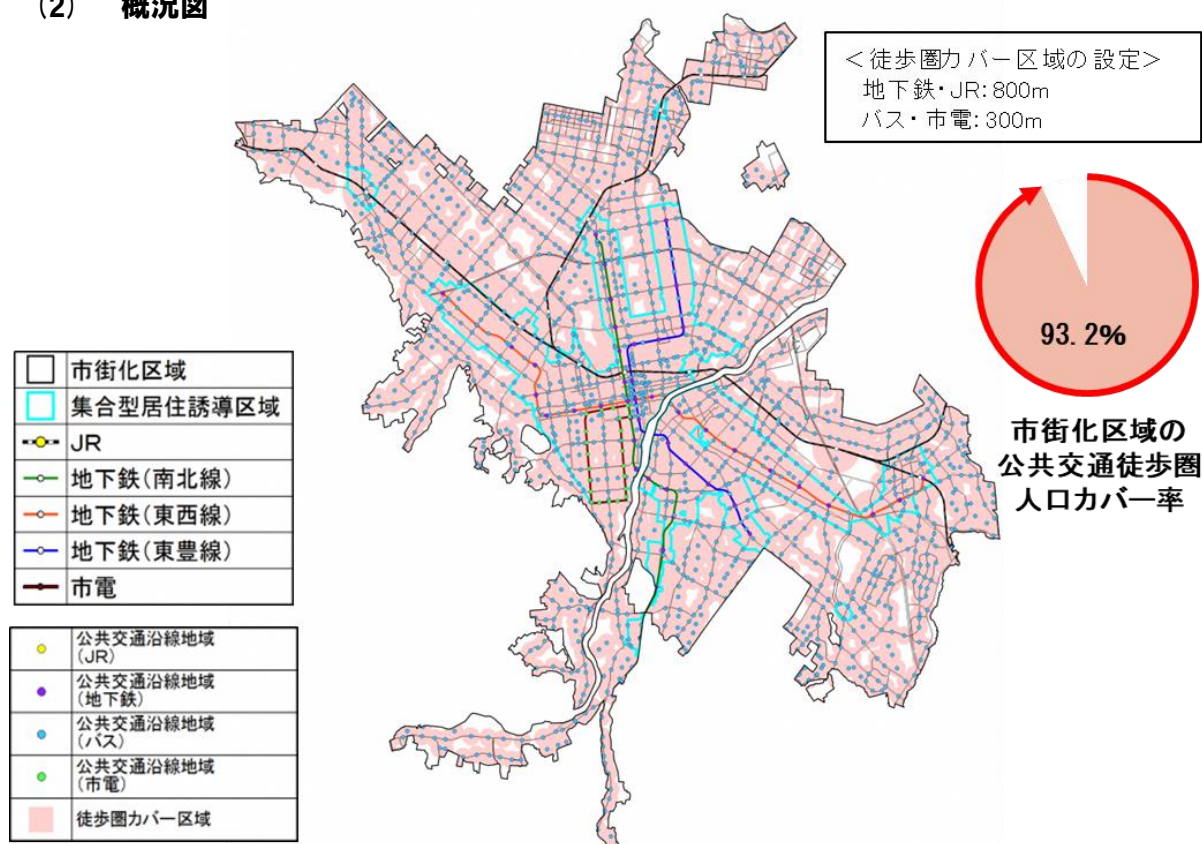 (2) 概況図
＜徒歩圏カバー区域の設定＞
地下鉄・JR：800m
バス・市電：300m
93.2%
市街化区域の
公共交通徒歩圏
人口カバー率
市街化区域
集合型居住誘導区域
JR
地下鉄(南北線)
地下鉄(東西線)
地下鉄(東豊線)
市電
公共交通沿線地域
(JR)
公共交通沿線地域
(地下鉄)
公共交通沿線地域
(バス)
公共交通沿線地域
(市電)
徒歩圏カバー区域